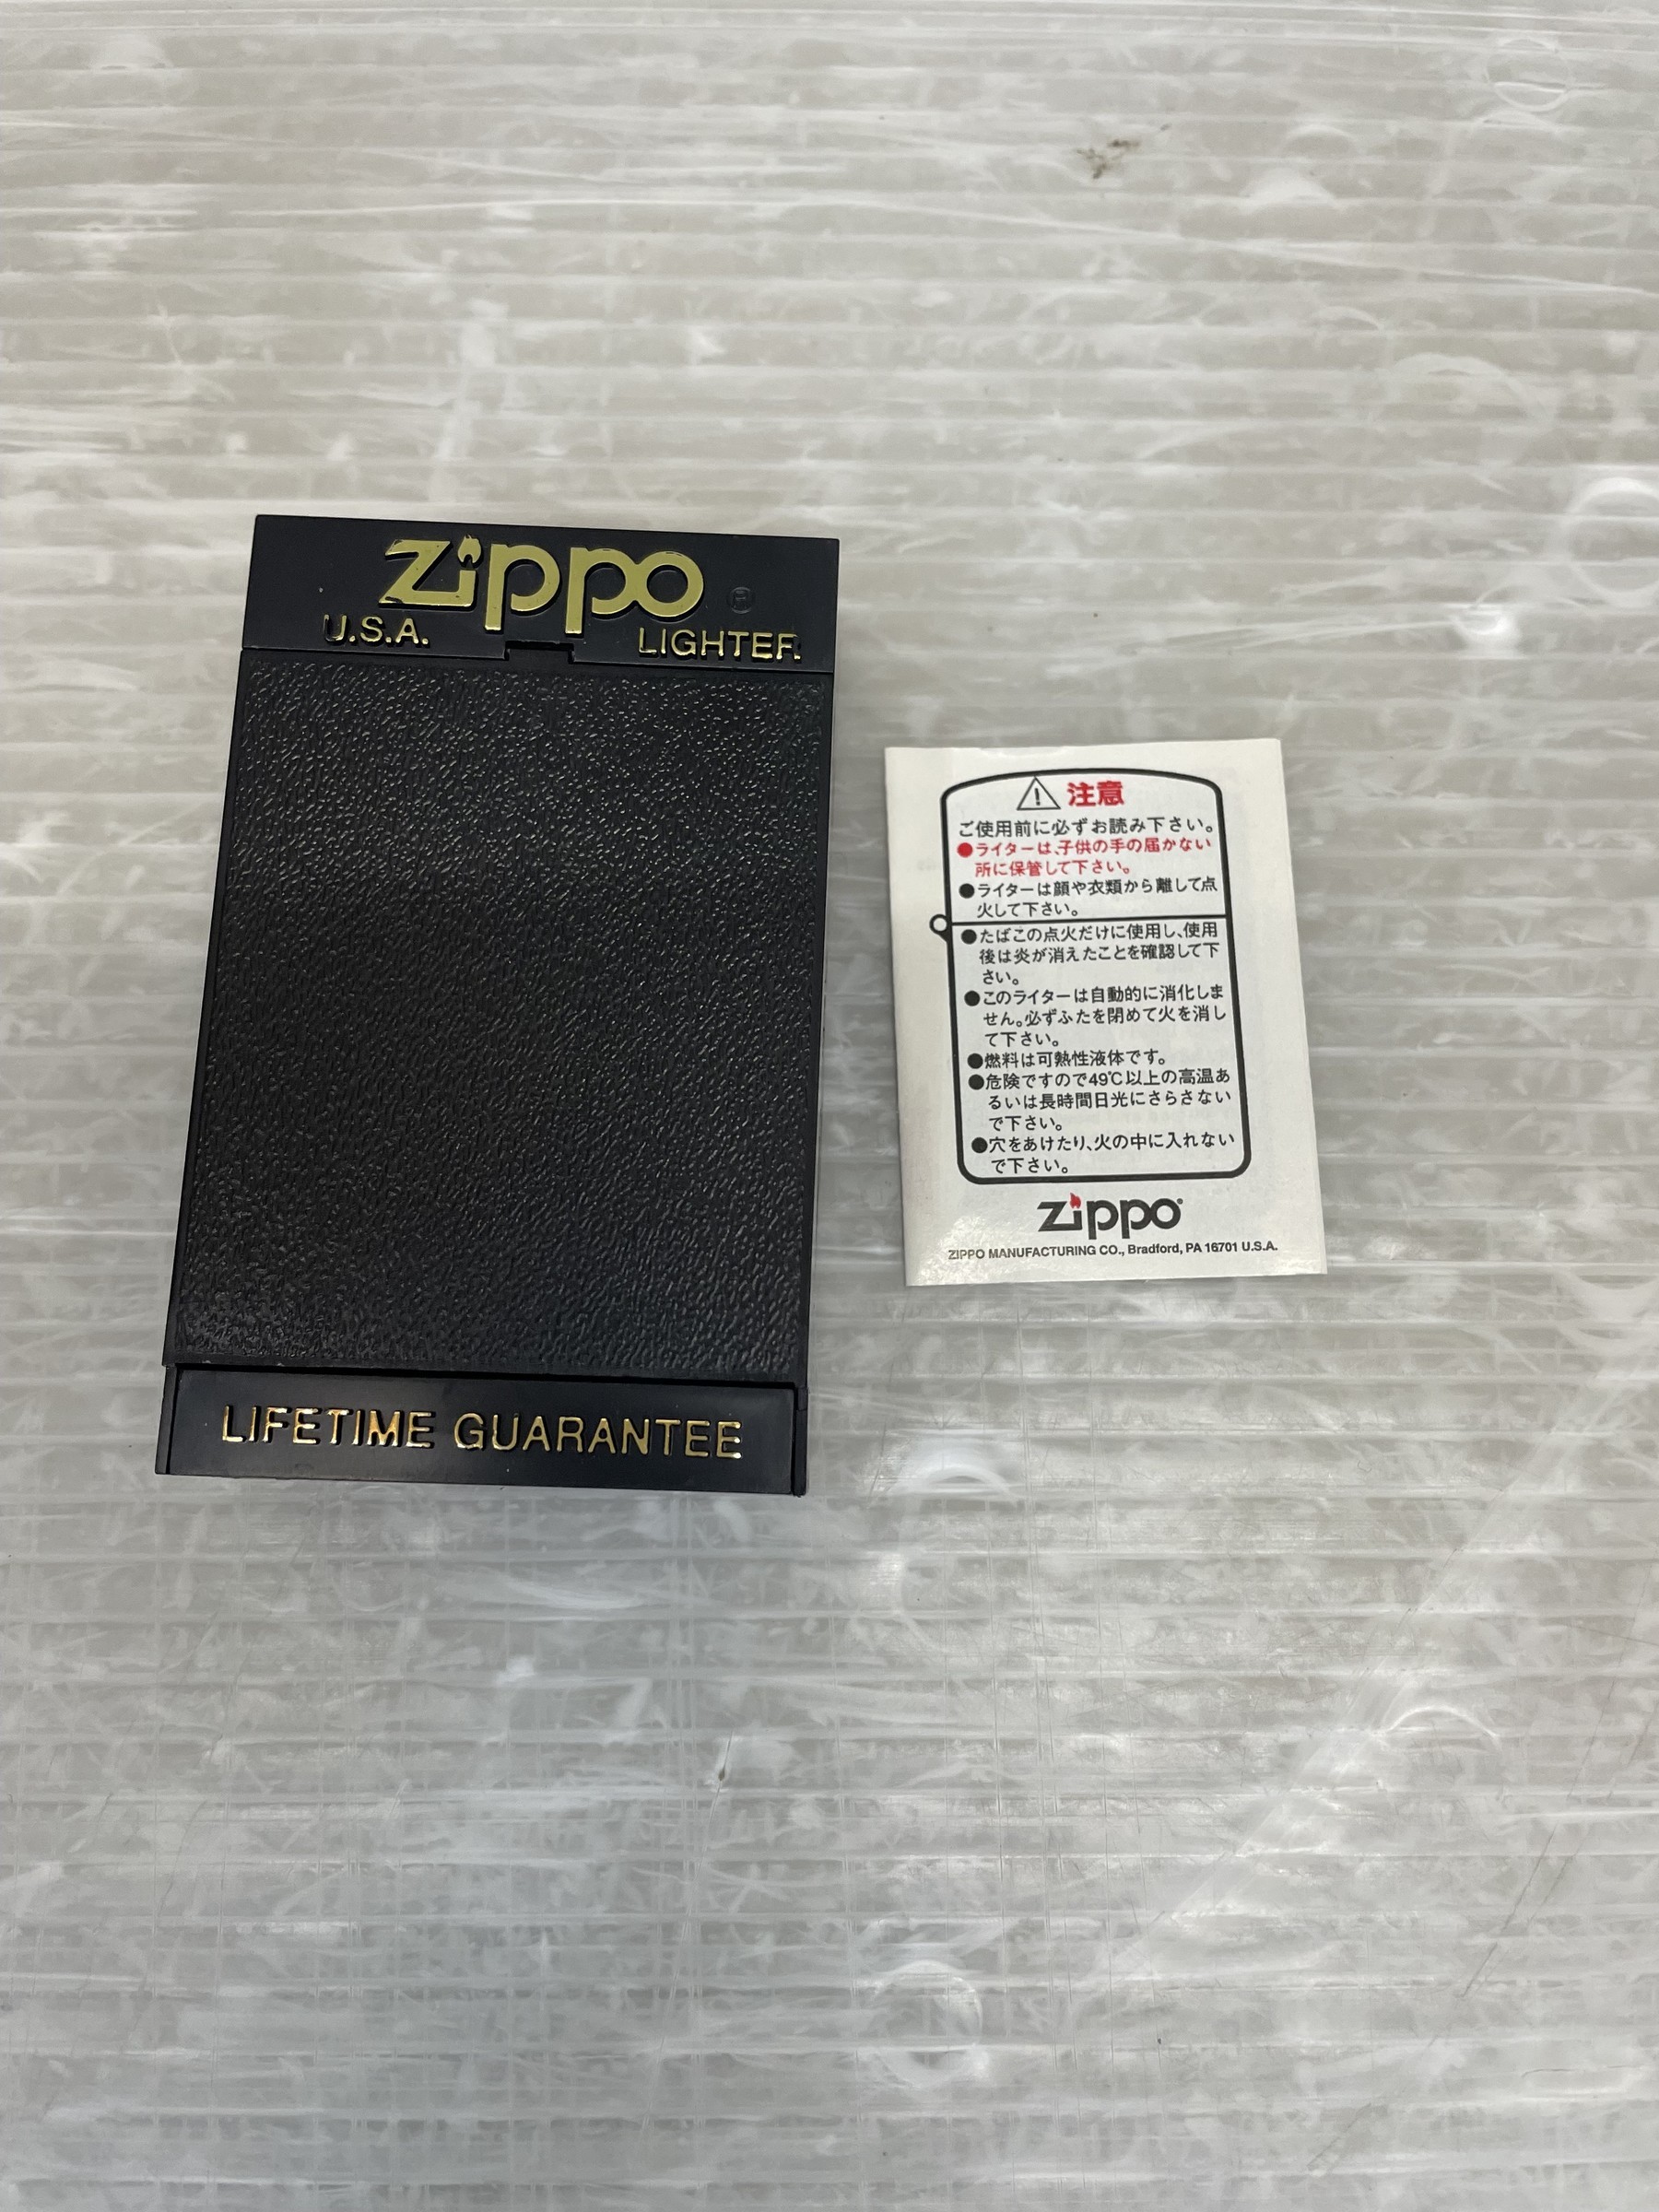 zippo ®
U.S.A. LIGHTER
LIFETIME GUARANTEE
注意
ご使用前に必ずお読み下さい。
●ライターは、子供の手の届かない
所に保管して下さい。
●ライターは顔や衣類から離して点
火して下さい。
●たばこの点火だけに使用し、使用
後は炎が消えたことを確認して下
さい。
●このライターは自動的に消化しま
せん。必ずふたを閉めて火を消し
て下さい。
●燃料は可熱性液体です。
●危険ですので49℃以上の高温あ
るいは長時間日光にさらさない
で下さい。
●穴をあけたり、火の中に入れない
で下さい。
zippo®
ZIPPO MANUFACTURING CO., Bradford, PA 16701 U.S.A.